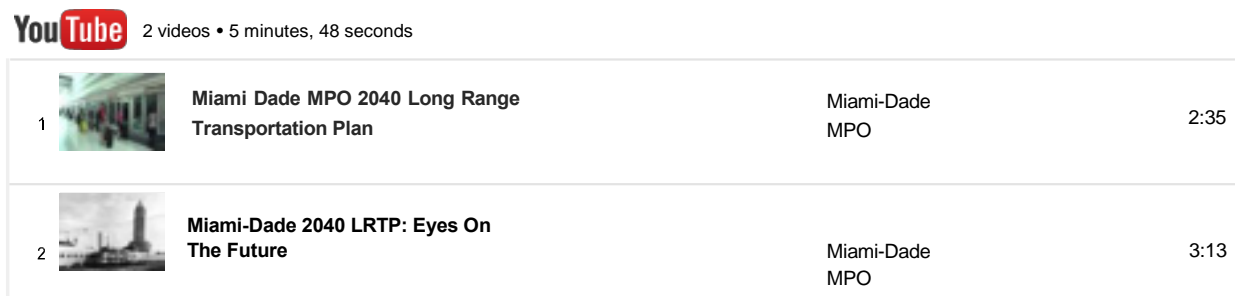 YouTube 2 videos • 5 minutes, 48 seconds
1
Miami Dade MPO 2040 Long Range
Transportation Plan
Miami-Dade
MPO
2:35
2
Miami-Dade 2040 LRTP: Eyes On
The Future
Miami-Dade
MPO
3:13